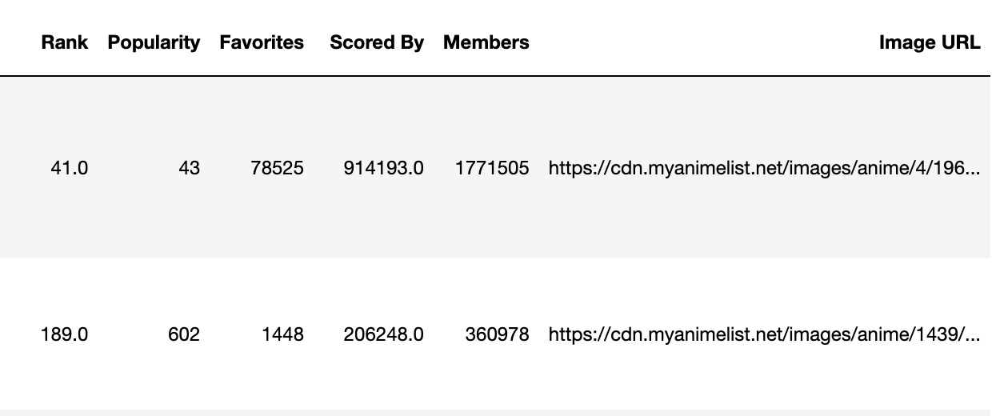 Rank Popularity Favorites Scored By Members Image URL
41.0 43 78525 914193.0 1771505 https://cdn.myanimelist.net/images/anime/4/196...
189.0 602 1448 206248.0 360978 https://cdn.myanimelist.net/images/anime/1439/...